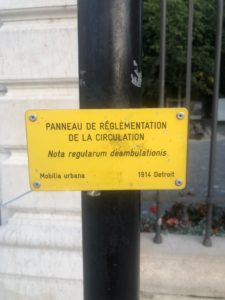 PANNEAU DE RÉGLEMENTATION
DE LA CIRCULATION
Nota regularum deambulationis
Mobilia urbana 1914 Detroit